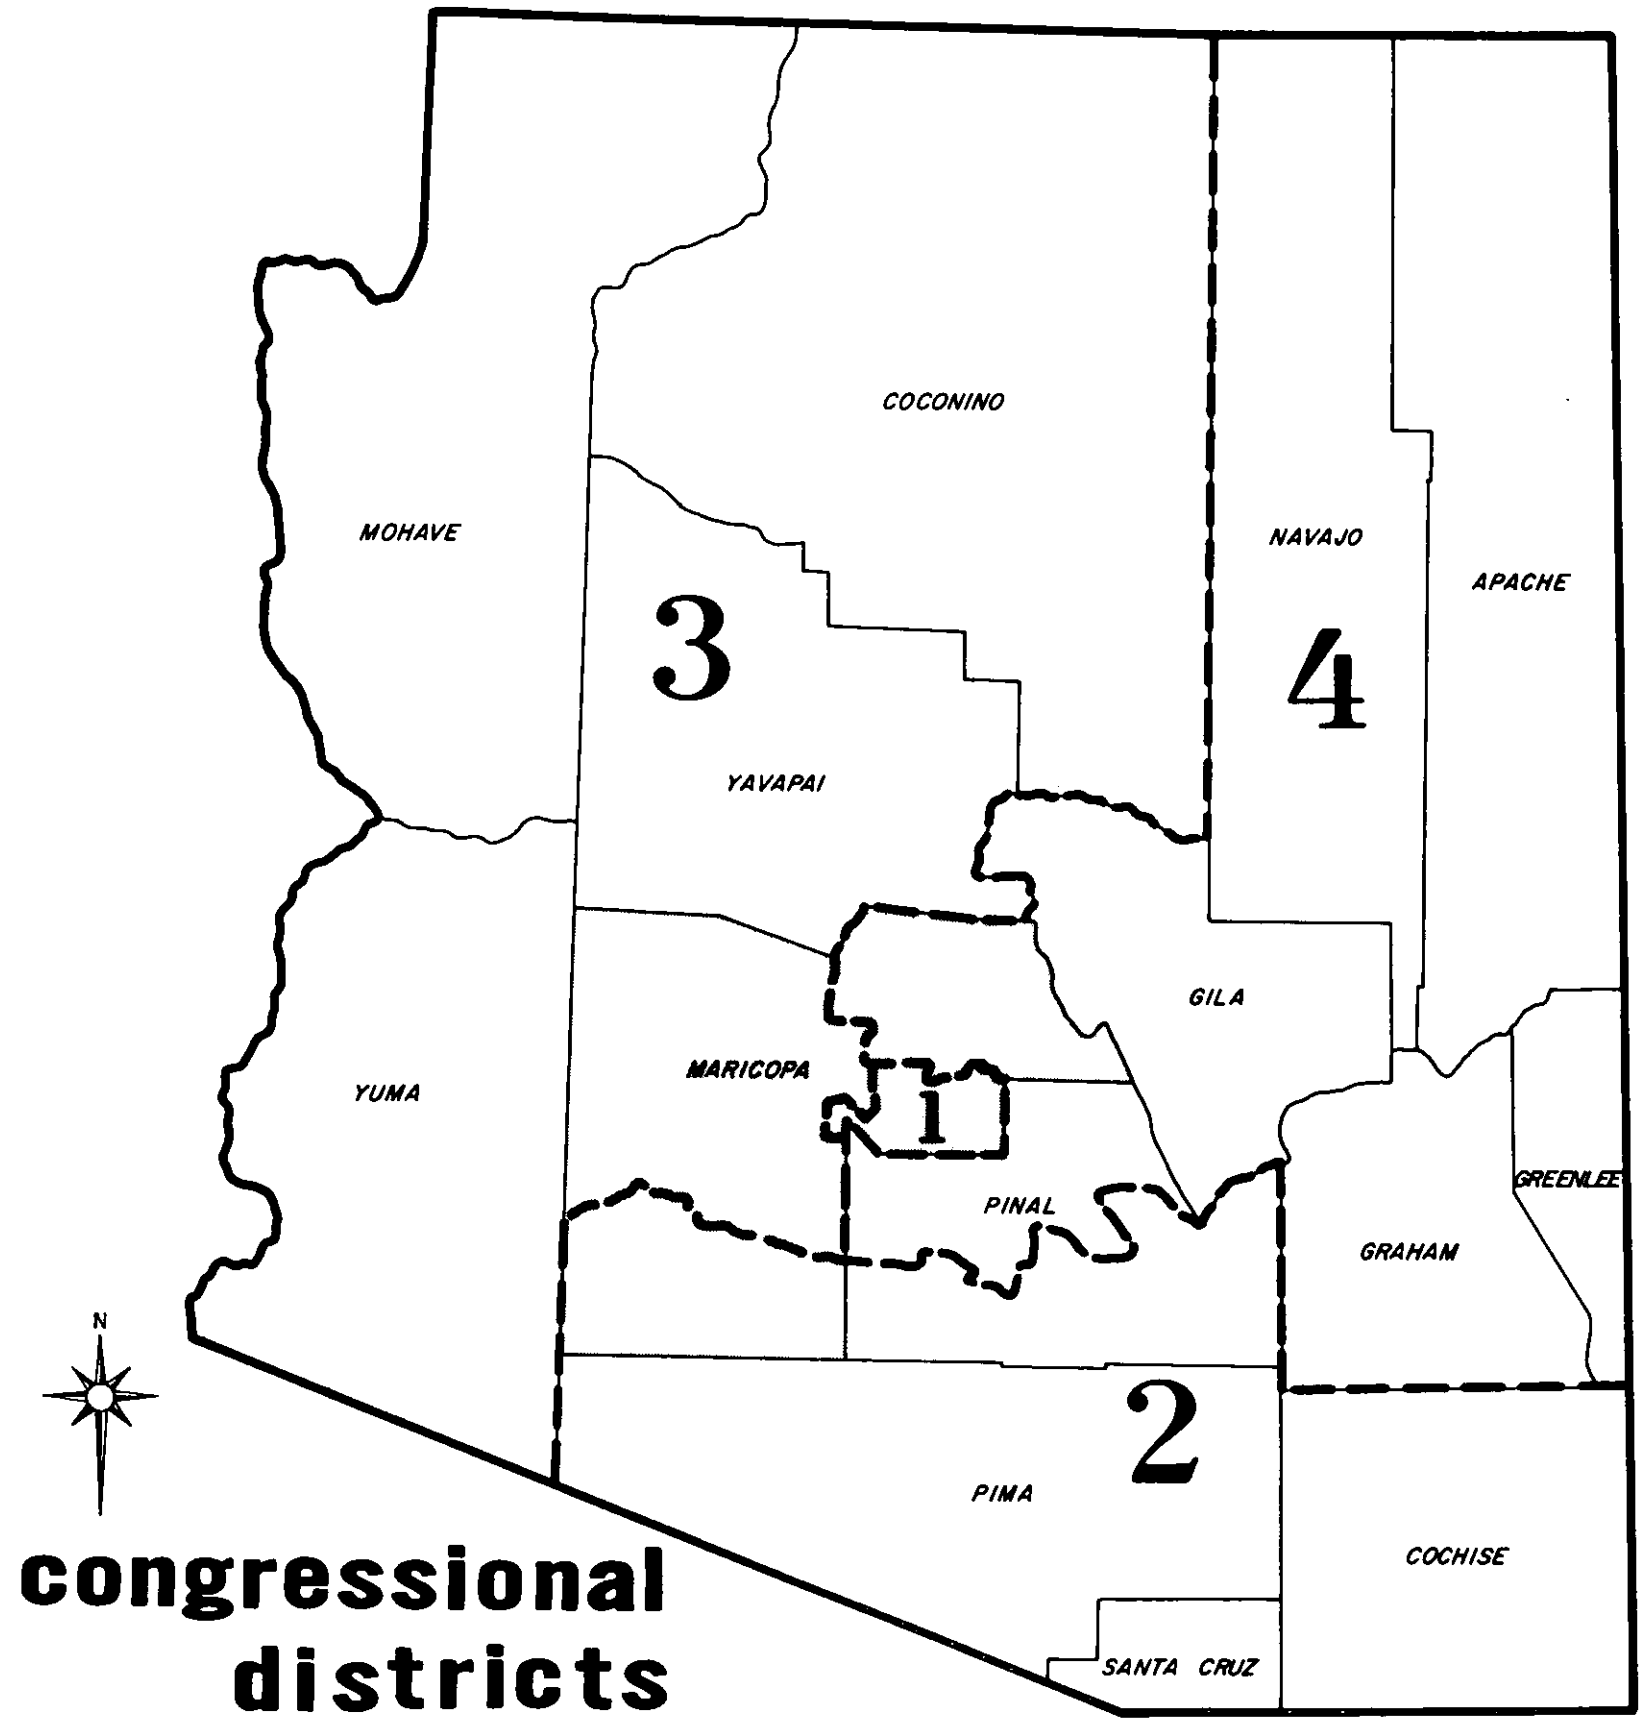 COCONINO
MOHAVE
NAVAJO
APACHE
3
4
YAVAPAI
GILA
MARICOPA
YUMA
1
GREENLEE
PINAL
GRAHAM
N
2
PIMA
COCHISE
SANTA CRUZ
congressional
districts